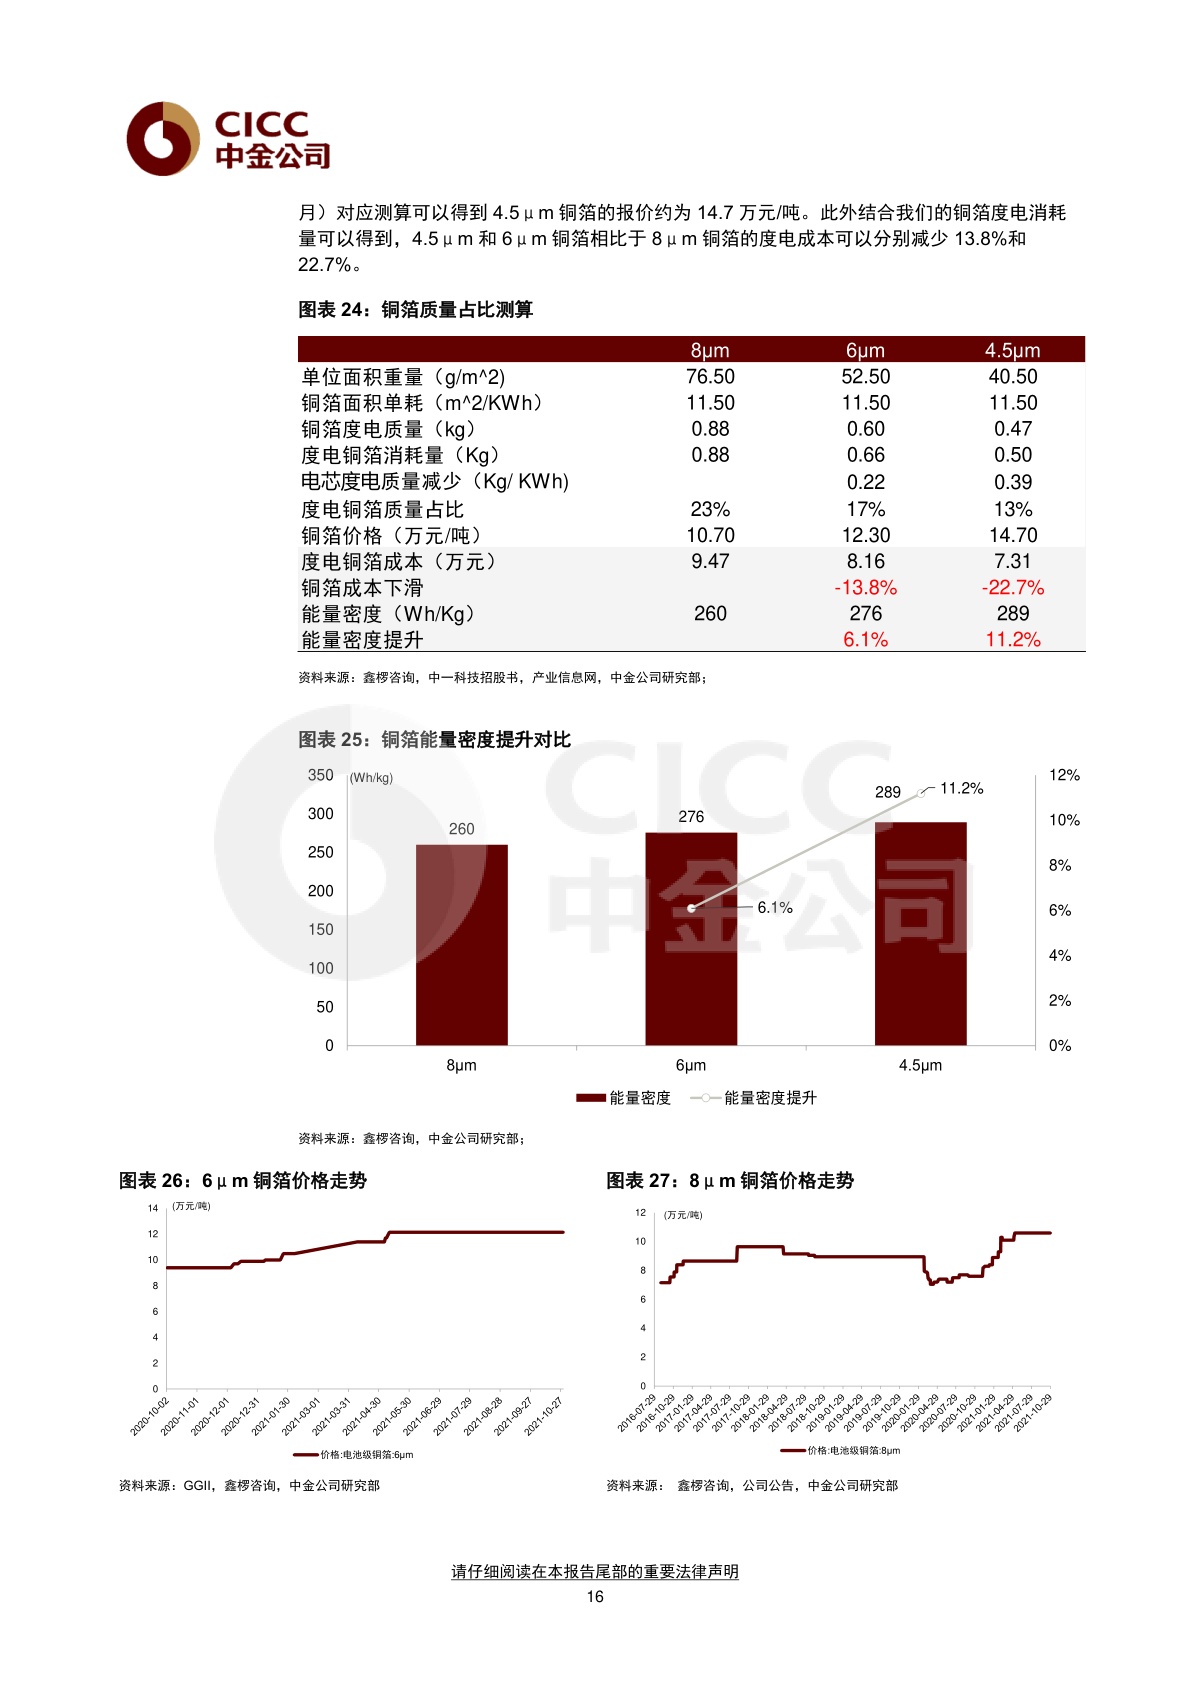 CICC
中金公司
月）对应测算可以得到 4.5μm 铜箔的报价约为 14.7 万元/吨。此外结合我们的铜箔度电消耗
量可以得到，4.5μm 和 6μm 铜箔相比于 8μm 铜箔的度电成本可以分别减少 13.8%和
22.7%。
图表 24：铜箔质量占比测算
8μm 6μm 4.5μm
单位面积重量（g/m^2) 76.50 52.50 40.50
铜箔面积单耗（m^2/KWh） 11.50 11.50 11.50
铜箔度电质量（kg） 0.88 0.60 0.47
度电铜箔消耗量（Kg） 0.88 0.66 0.50
电芯度电质量减少（Kg/ KWh) 0.22 0.39
度电铜箔质量占比 23% 17% 13%
铜箔价格（万元/吨） 10.70 12.30 14.70
度电铜箔成本（万元） 9.47 8.16 7.31
铜箔成本下滑 -13.8% -22.7%
能量密度（Wh/Kg） 260 276 289
能量密度提升 6.1% 11.2%
资料来源：鑫椤咨询，中一科技招股书，产业信息网，中金公司研究部；
图表 25：铜箔能量密度提升对比
CICC
中金公司
(Wh/kg)
350
300
250
200
150
100
50
0
12%
10%
8%
6%
4%
2%
0%
260
276
289
11.2%
6.1%
8μm 6μm 4.5μm
能量密度 能量密度提升
资料来源：鑫椤咨询，中金公司研究部；
图表 26：6μm 铜箔价格走势
(万元/吨)
14
12
10
8
6
4
2
0
2020-10-02
2020-11-01
2020-12-01
2020-12-31
2021-01-30
2021-03-01
2021-03-31
2021-04-30
2021-05-30
2021-06-29
2021-07-29
2021-08-28
2021-09-27
2021-10-27
价格:电池级铜箔:6μm
资料来源：GGII，鑫椤咨询，中金公司研究部
图表 27：8μm 铜箔价格走势
(万元/吨)
12
10
8
6
4
2
0
2016-07-29
2016-10-29
2017-01-29
2017-04-29
2017-07-29
2017-10-29
2018-01-29
2018-04-29
2018-07-29
2018-10-29
2019-01-29
2019-04-29
2019-07-29
2019-10-29
2020-01-29
2020-04-29
2020-07-29
2020-10-29
2021-01-29
2021-04-29
2021-07-29
2021-10-29
价格:电池级铜箔:8μm
资料来源： 鑫椤咨询，公司公告，中金公司研究部
请仔细阅读在本报告尾部的重要法律声明
16